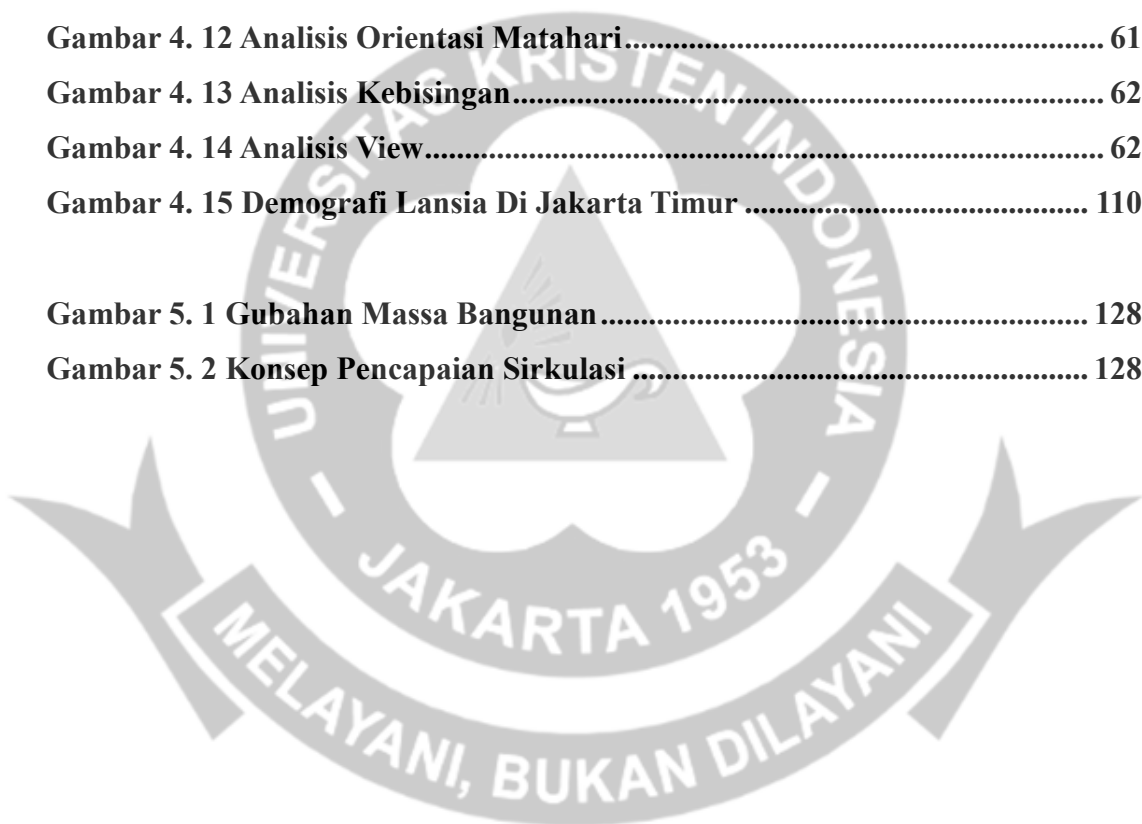 Gambar 4. 12 Analisis Orientasi Matahari.................................................................................. 61
Gambar 4. 13 Analisis Kebisingan..................................................................................................... 62
Gambar 4. 14 Analisis View.................................................................................................................... 62
Gambar 4. 15 Demografi Lansia Di Jakarta Timur ........................................................... 110
Gambar 5. 1 Gubahan Massa Bangunan.................................................................................... 128
Gambar 5. 2 Konsep Pencapaian Sirkulasi .............................................................................. 128
UNIVERSITAS KRISTEN INDONESIA
JAKARTA 1953
MELAYANI, BUKAN DILAYANI